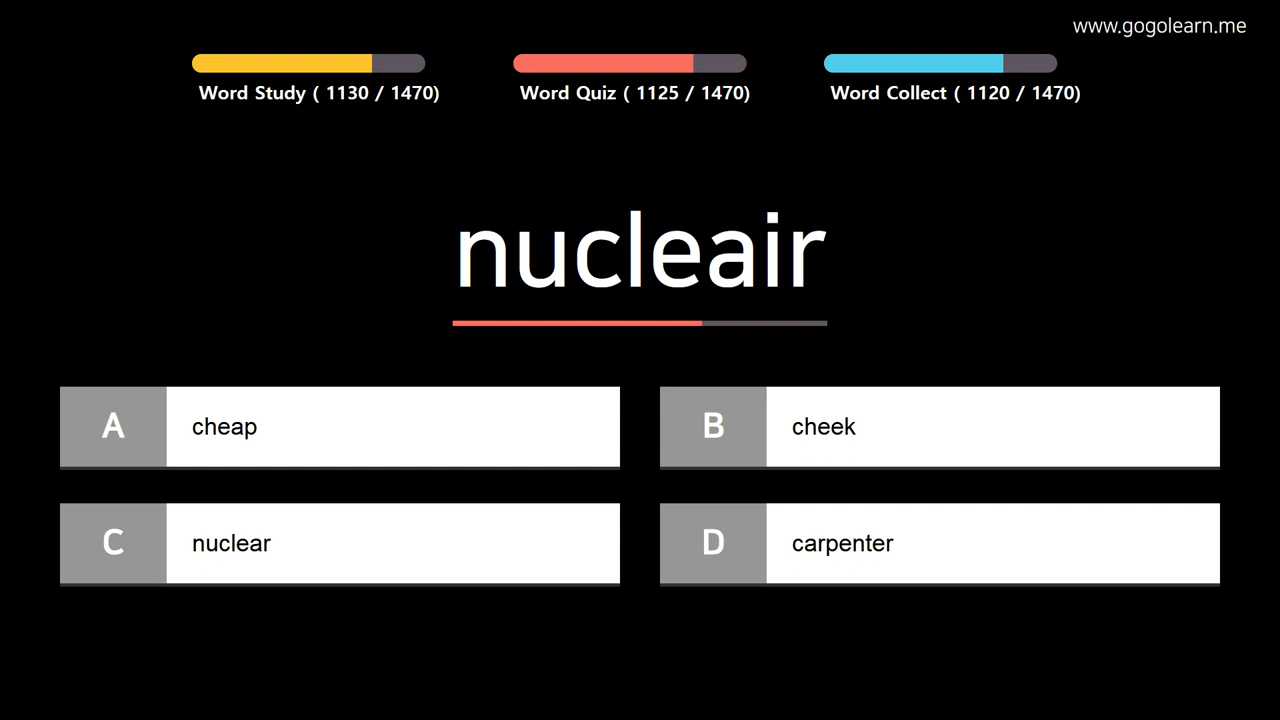 www.gogolearn.me
Word Study ( 1130 / 1470)
Word Quiz ( 1125 / 1470)
Word Collect ( 1120 / 1470)
nucleair
A cheap
B cheek
C nuclear
D carpenter